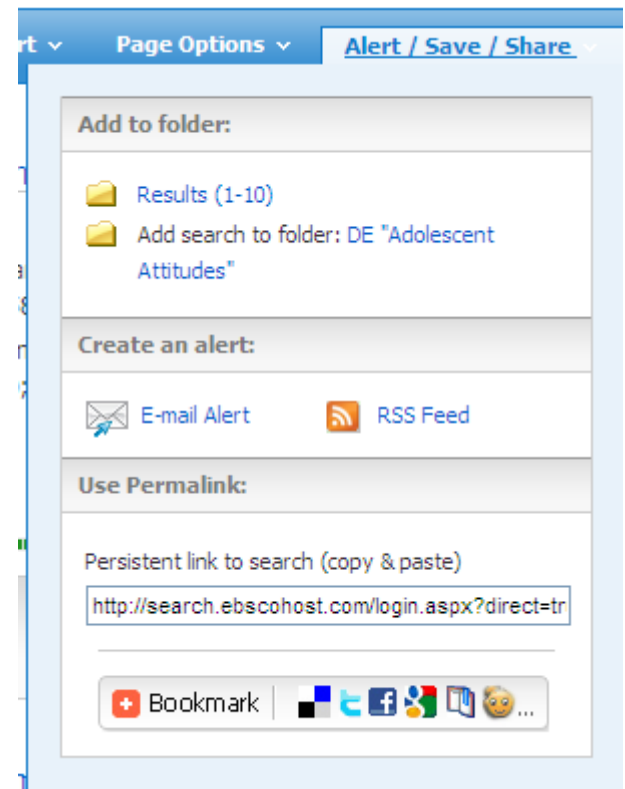 rt Page Options Alert / Save / Share
Add to folder:
Results (1-10)
Add search to folder: DE "Adolescent
Attitudes"
Create an alert:
E-mail Alert RSS Feed
Use Permalink:
Persistent link to search (copy & paste)
http://search.ebscohost.com/login.aspx?direct=tr
Bookmark ...